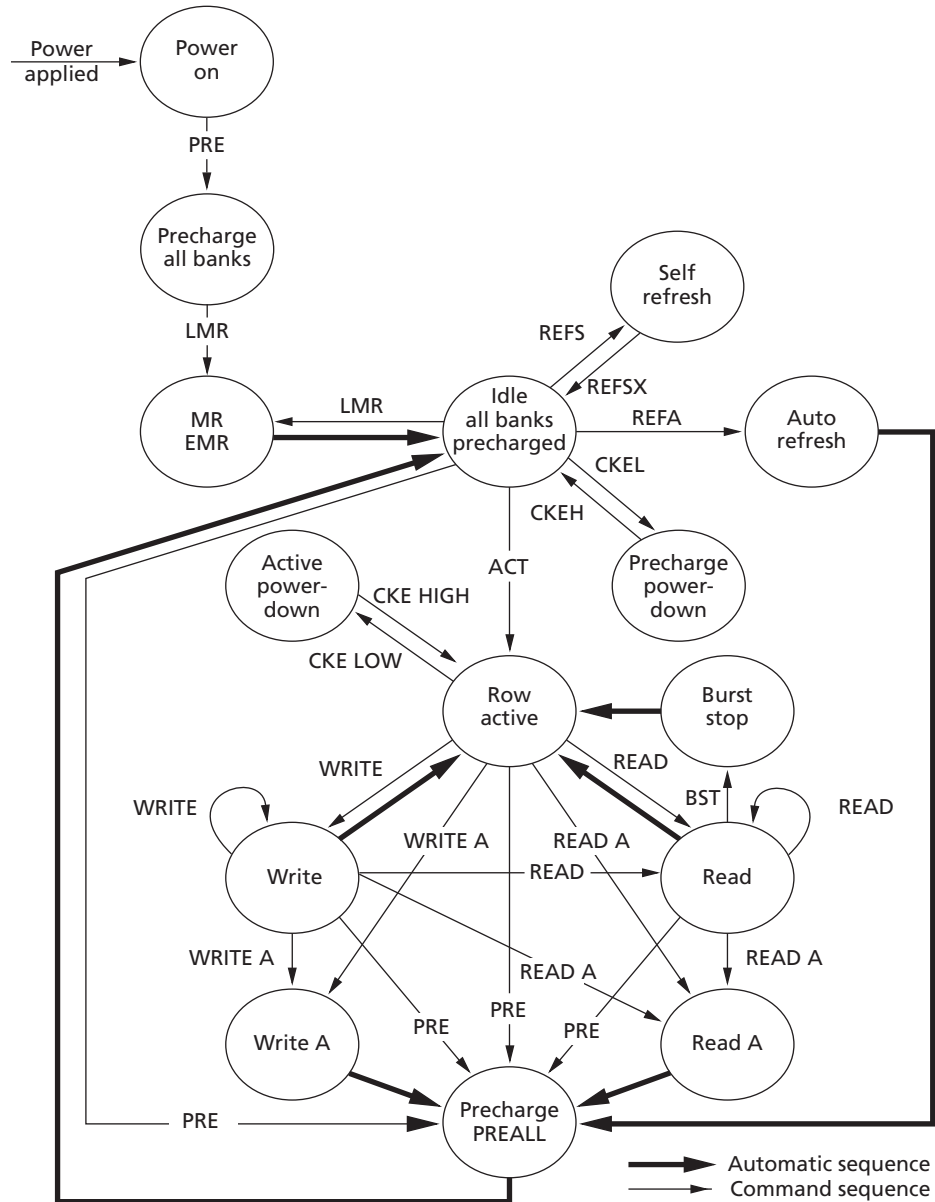 Power
applied
Power
on
PRE
Precharge
all banks
LMR
Self
refresh
REFS
REFSX
MR
EMR
LMR
Idle
all banks
precharged
REFA
Auto
refresh
CKEL
CKEH
Active
power-
down
CKE HIGH
CKE LOW
ACT
Precharge
power-
down
Row
active
Burst
stop
WRITE
READ
BST
WRITE
READ
WRITE A
READ A
Write
READ
Read
WRITE A
READ A
READ A
Write A
PRE
PRE
PRE
Read A
PRE
Precharge
PREALL
Automatic sequence
Command sequence